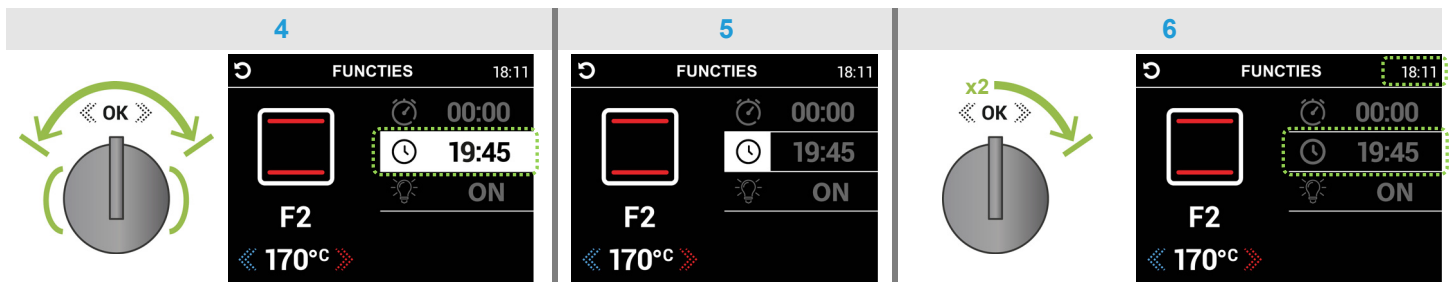 4
OK
FUNCTIES 18:11
00:00
19:45
ON
F2
170°C
5
FUNCTIES 18:11
00:00
19:45
ON
F2
170°C
6
x2
OK
FUNCTIES 18:11
00:00
19:45
ON
F2
170°C